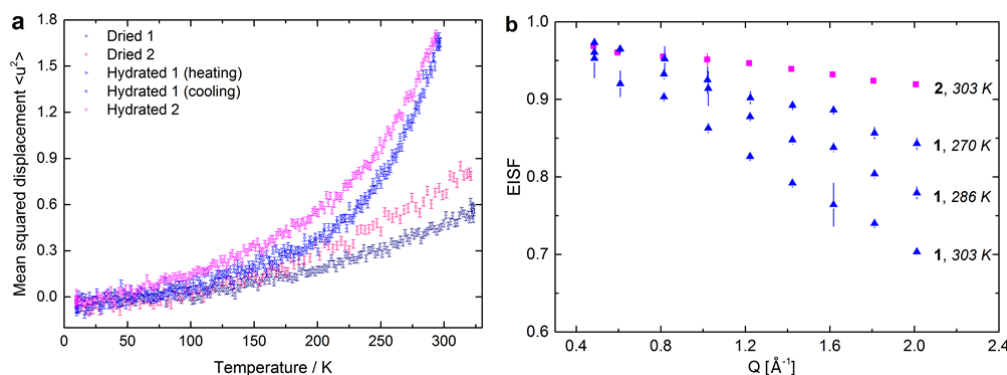 a
1.8
1.5
1.2
0.9
0.6
0.3
0.0
Mean squared displacement <u²>
Dried 1
Dried 2
Hydrated 1 (heating)
Hydrated 1 (cooling)
Hydrated 2
0 50 100 150 200 250 300
Temperature / K
b
1.0
0.9
0.8
0.7
0.6
EISF
2, 303 K
1, 270 K
1, 286 K
1, 303 K
0.4 0.8 1.2 1.6 2.0 2.4
Q [Å⁻¹]